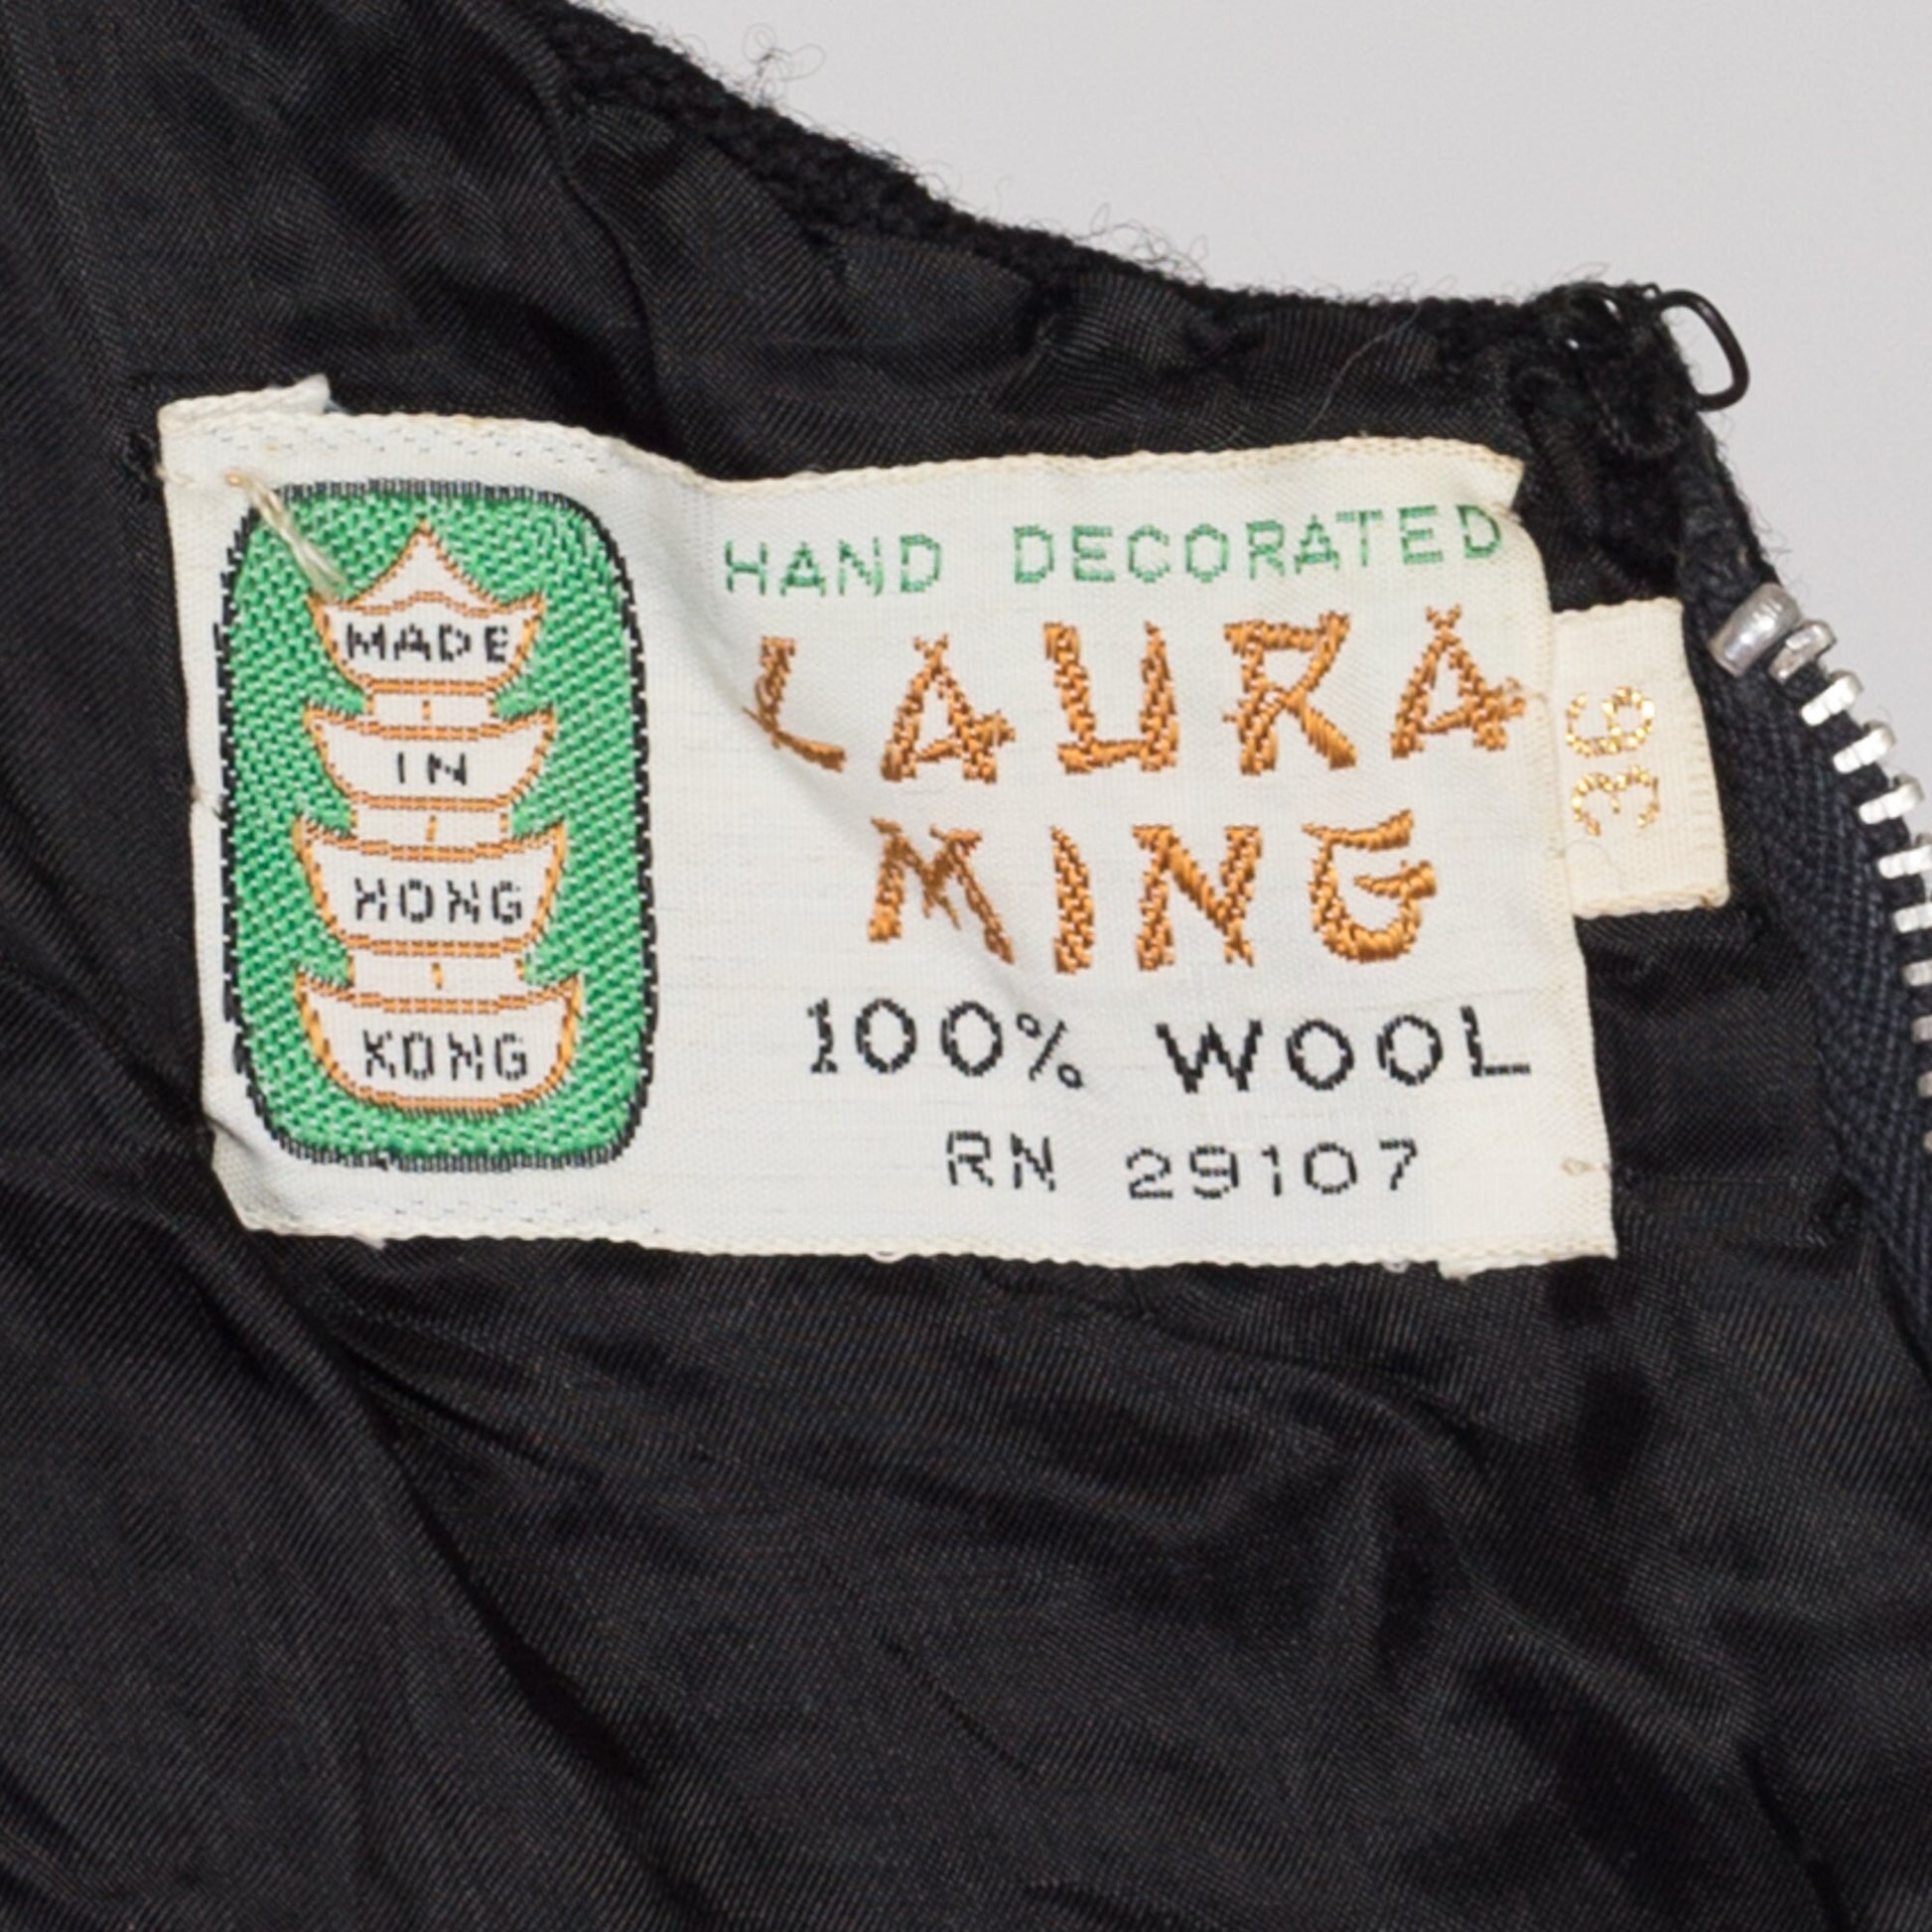 MADE
IN
HONG
KONG
HAND DECORATED
LAURA
MING
100% WOOL
RN 29107
36